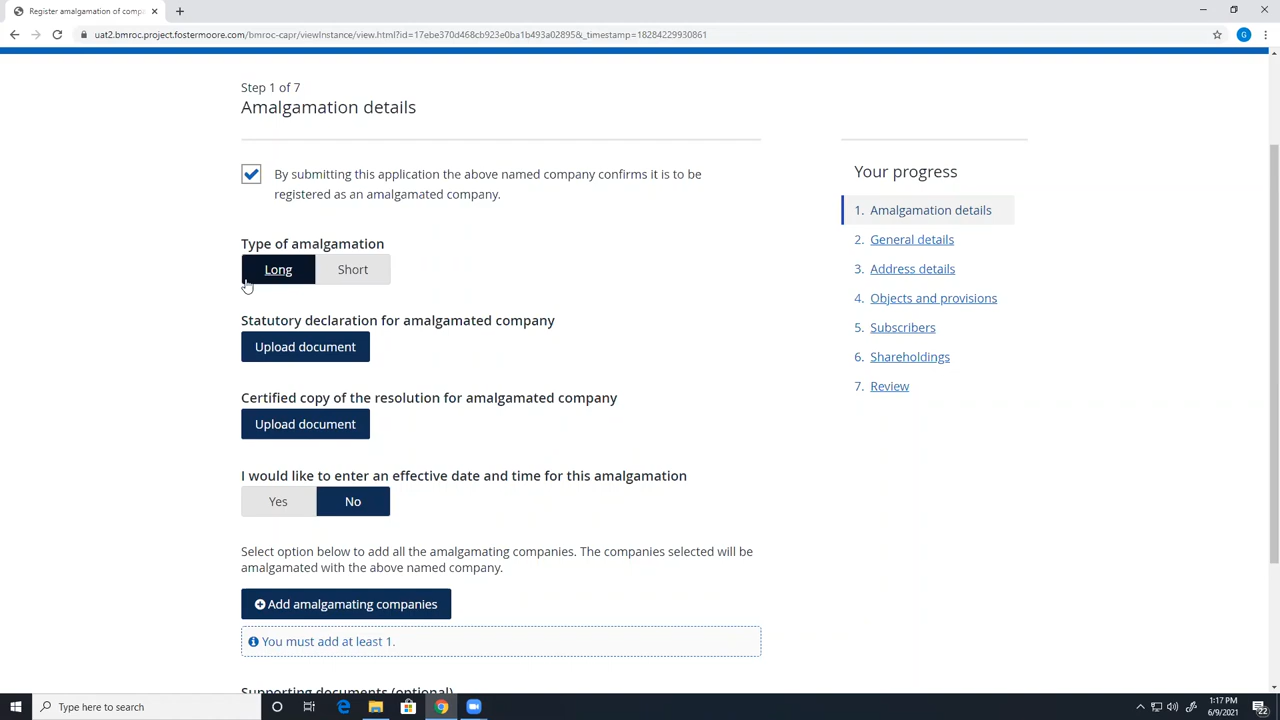 Register amalgamation of comp
uat2.bmroc.project.fostermoore.com/bmroc-capr/viewInstance/view.html?id=17ebe370d468cb923e0ba1b493a02895&_timestamp=18284229930861
G
Step 1 of 7
Amalgamation details
By submitting this application the above named company confirms it is to be
registered as an amalgamated company.
Type of amalgamation
Long
Short
Statutory declaration for amalgamated company
Upload document
Certified copy of the resolution for amalgamated company
Upload document
I would like to enter an effective date and time for this amalgamation
Yes
No
Select option below to add all the amalgamating companies. The companies selected will be
amalgamated with the above named company.
Add amalgamating companies
You must add at least 1.
Supporting documents (optional)
Your progress
1. Amalgamation details
2. General details
3. Address details
4. Objects and provisions
5. Subscribers
6. Shareholdings
7. Review
Type here to search
1:17 PM
6/9/2021
22